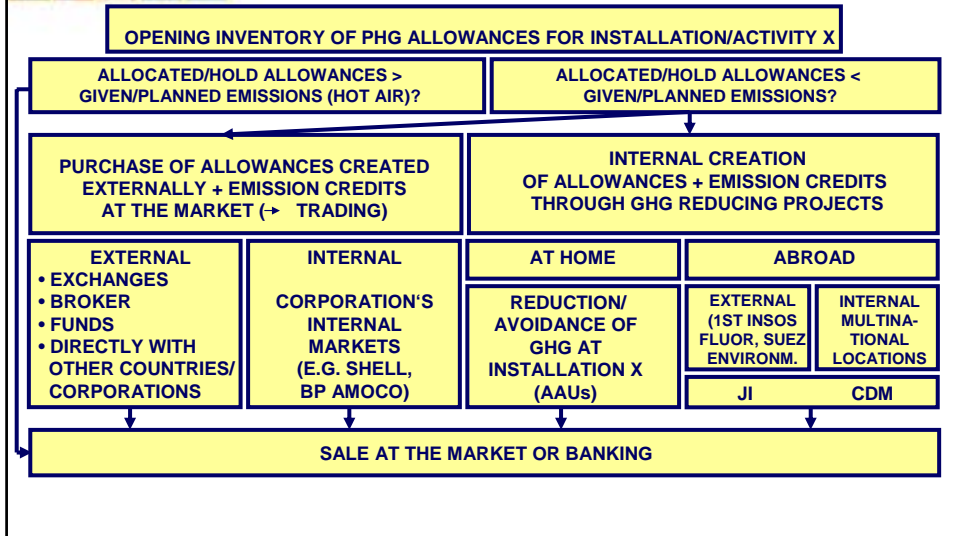 OPENING INVENTORY OF PHG ALLOWANCES FOR INSTALLATION/ACTIVITY X
ALLOCATED/HOLD ALLOWANCES >
GIVEN/PLANNED EMISSIONS (HOT AIR)?
ALLOCATED/HOLD ALLOWANCES <
GIVEN/PLANNED EMISSIONS?
PURCHASE OF ALLOWANCES CREATED
EXTERNALLY + EMISSION CREDITS
AT THE MARKET (→ TRADING)
INTERNAL CREATION
OF ALLOWANCES + EMISSION CREDITS
THROUGH GHG REDUCING PROJECTS
EXTERNAL
• EXCHANGES
• BROKER
• FUNDS
• DIRECTLY WITH
OTHER COUNTRIES/
CORPORATIONS
INTERNAL
CORPORATION‘S
INTERNAL
MARKETS
(E.G. SHELL,
BP AMOCO)
AT HOME
REDUCTION/
AVOIDANCE OF
GHG AT
INSTALLATION X
(AAUs)
ABROAD
EXTERNAL
(1ST INSOS
FLUOR, SUEZ
ENVIRONM.
INTERNAL
MULTINA-
TIONAL
LOCATIONS
JI CDM
SALE AT THE MARKET OR BANKING